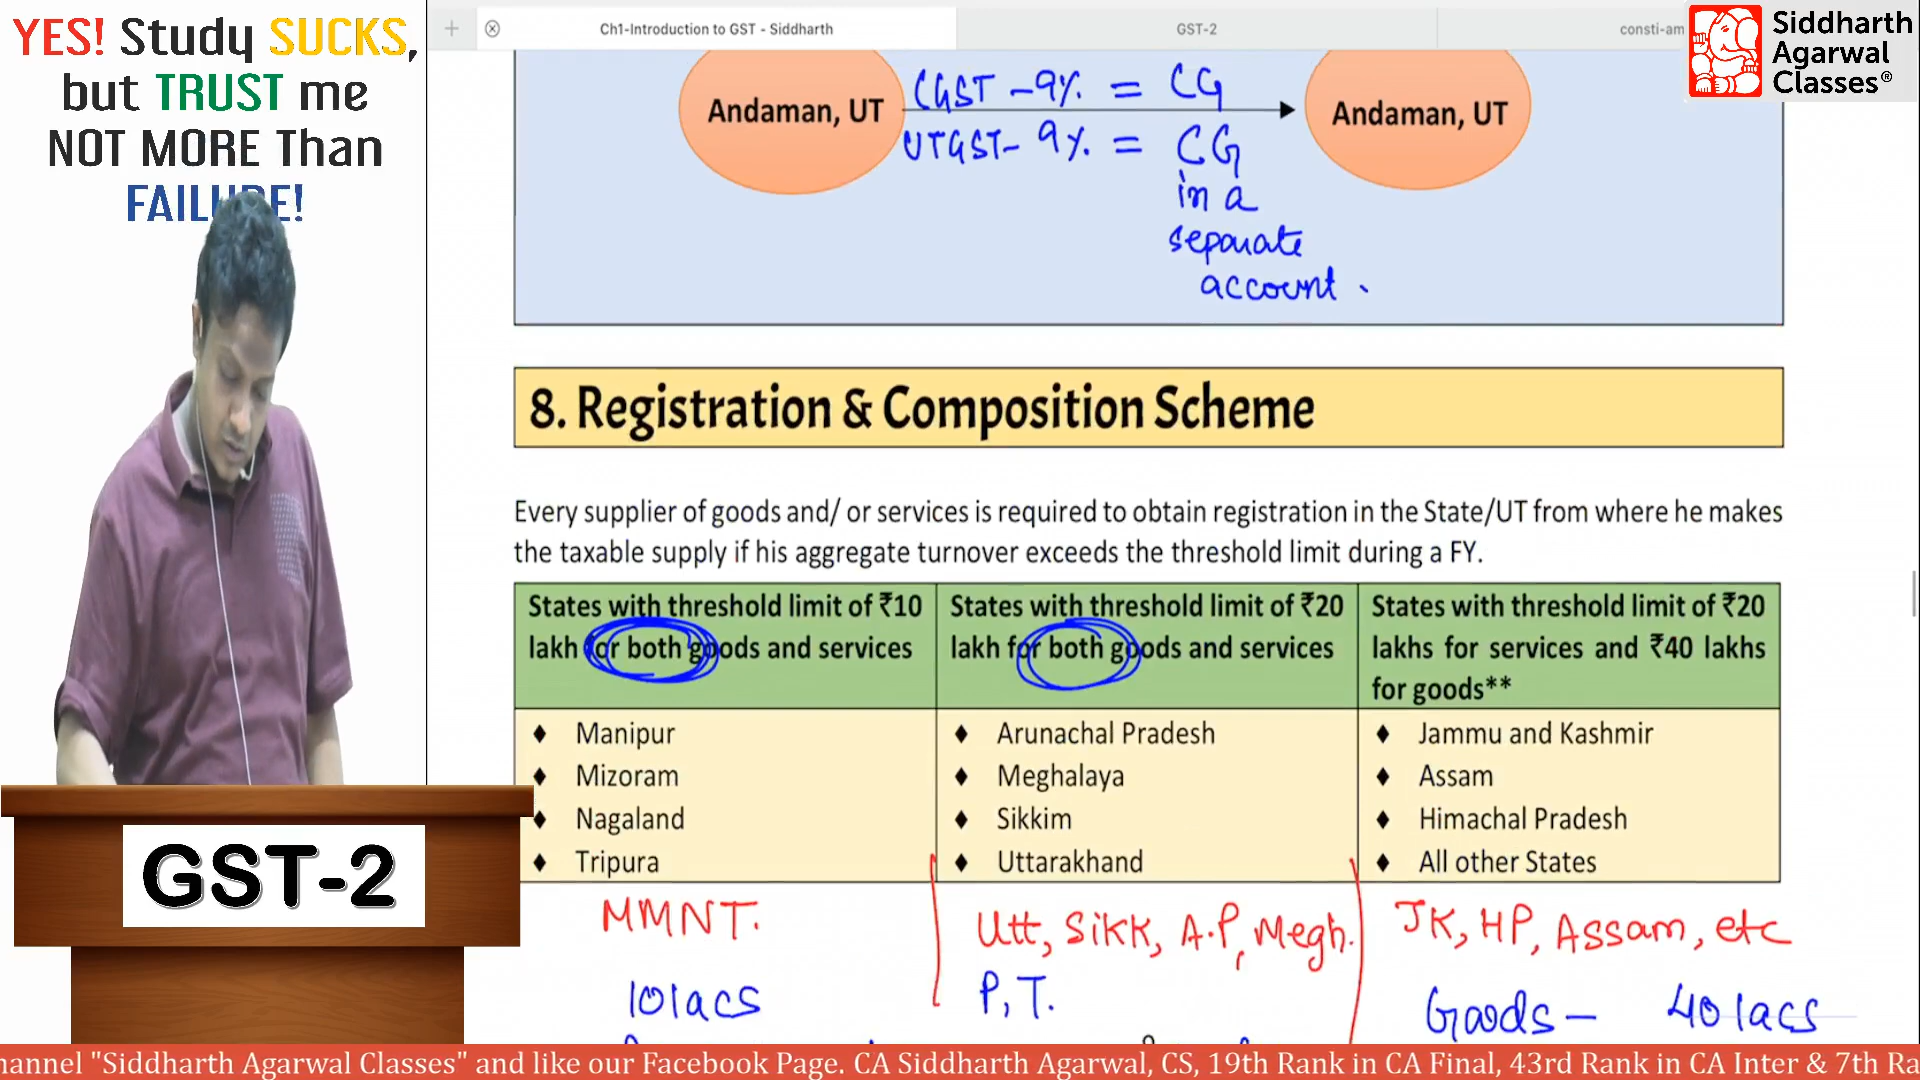 YES! Study SUCKS,
but TRUST me
NOT MORE Than
FAILURE!
Ch1-Introduction to GST - Siddharth
GST-2
consti-am
Siddharth
Agarwal
Classes®
Andaman, UT
CGST - 9% = CG
UTGST - 9% = CG
in a
separate
account.
Andaman, UT
8. Registration & Composition Scheme
Every supplier of goods and/ or services is required to obtain registration in the State/UT from where he makes
the taxable supply if his aggregate turnover exceeds the threshold limit during a FY.
States with threshold limit of ₹10
lakh for both goods and services
States with threshold limit of ₹20
lakh for both goods and services
States with threshold limit of ₹20
lakhs for services and ₹40 lakhs
for goods**
♦ Manipur
♦ Mizoram
♦ Nagaland
♦ Tripura
♦ Arunachal Pradesh
♦ Meghalaya
♦ Sikkim
♦ Uttarakhand
♦ Jammu and Kashmir
♦ Assam
♦ Himachal Pradesh
♦ All other States
MMNT.
10 lacs
Utt, Sikk, A.P, Megh.
P, T.
JK, HP, Assam, etc
Goods - 40 lacs
GST-2
hannel "Siddharth Agarwal Classes" and like our Facebook Page. CA Siddharth Agarwal, CS, 19th Rank in CA Final, 43rd Rank in CA Inter & 7th Ra